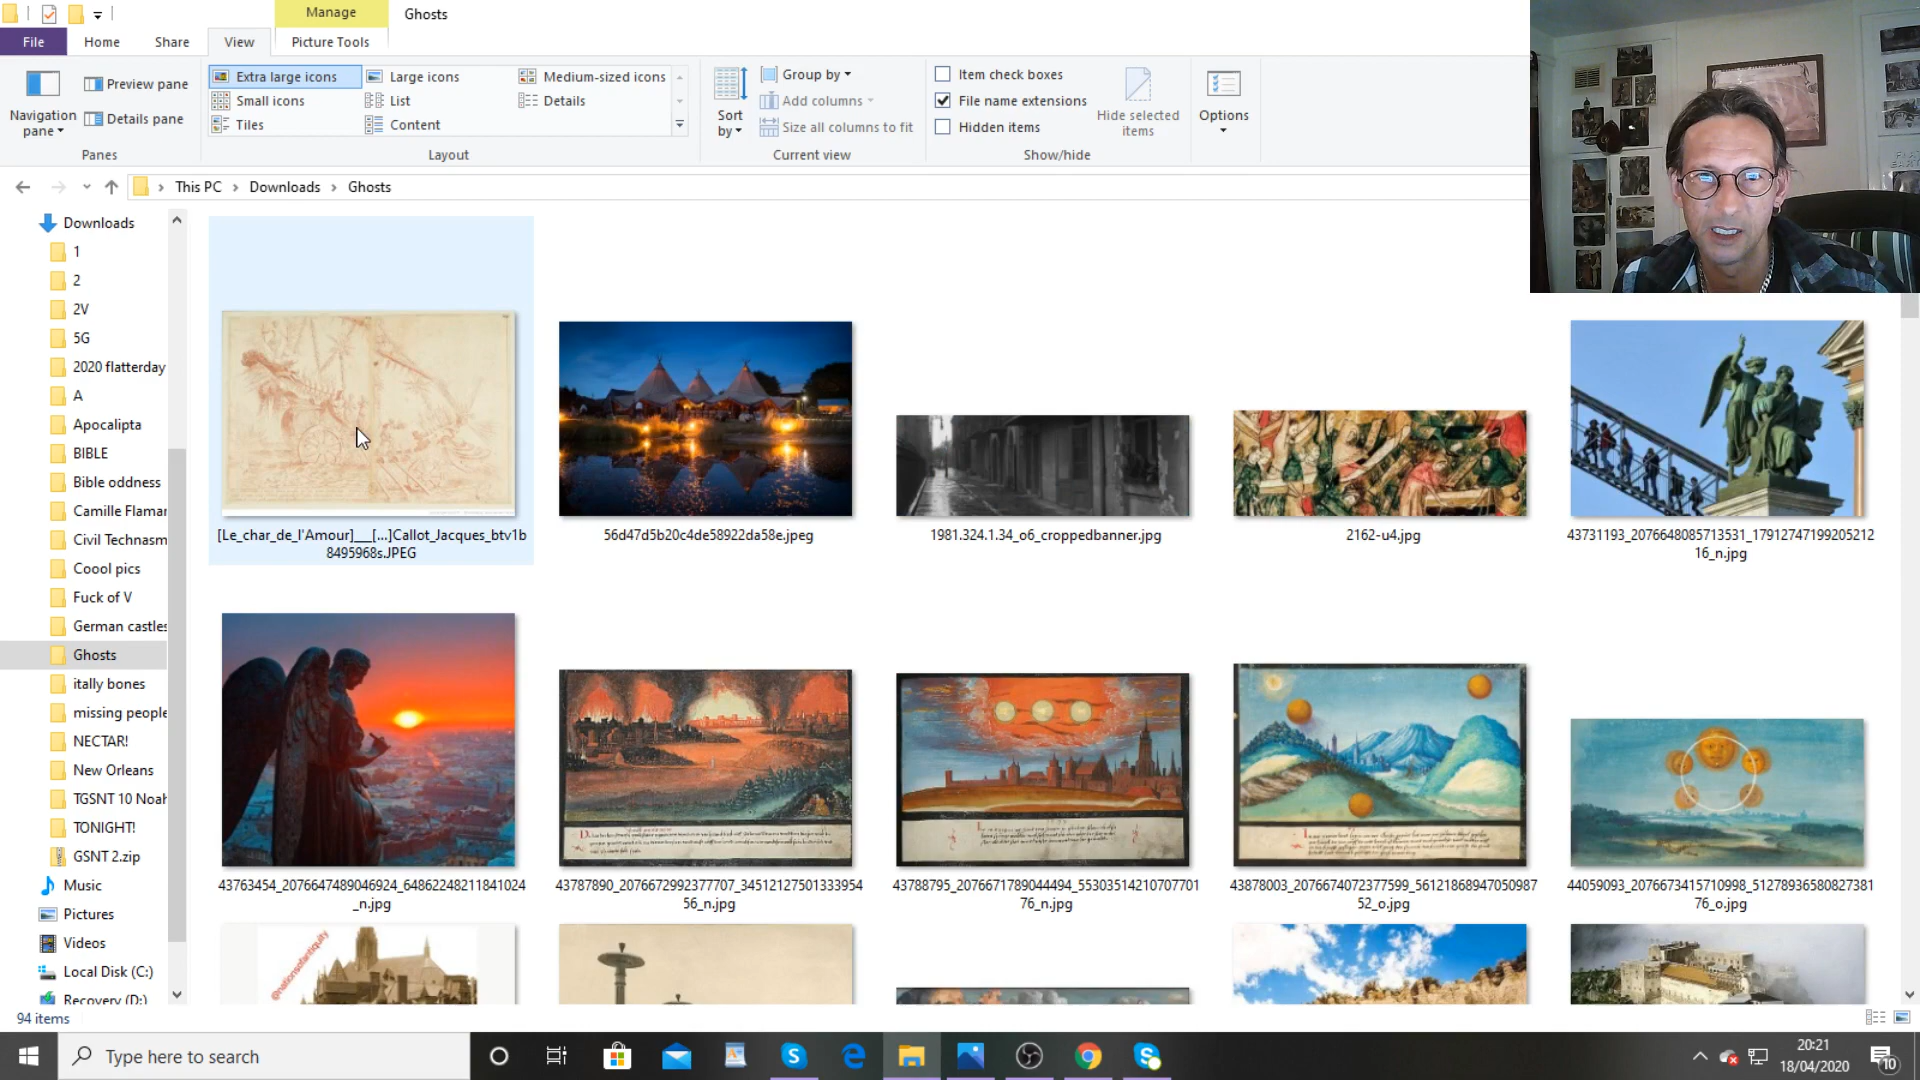 Manage
Ghosts
File
Home
Share
View
Picture Tools
Navigation pane
Preview pane
Details pane
Panes
Extra large icons
Large icons
Medium-sized icons
Small icons
List
Details
Tiles
Content
Layout
Sort by
Group by
Add columns
Size all columns to fit
Current view
Item check boxes
File name extensions
Hidden items
Hide selected items
Show/hide
Options
This PC
Downloads
Ghosts
Downloads
1
2
2V
5G
2020 flatterday
A
Apocalipta
BIBLE
Bible oddness
Camille Flamar
Civil Technasm
Coool pics
Fuck of V
German castles
Ghosts
itally bones
missing people
NECTAR!
New Orleans
TGSNT 10 Noah
TONIGHT!
GSNT 2.zip
Music
Pictures
Videos
Local Disk (C:)
Recovery (D:)
[Le_char_de_l'Amour]___[...]Callot_Jacques_btv1b
8495968s.JPEG
56d47d5b20c4de58922da58e.jpeg
1981.324.1.34_o6_croppedbanner.jpg
2162-u4.jpg
43731193_2076648085713531_17912747199205212
16_n.jpg
43763454_2076647489046924_64862248211841024
_n.jpg
43787890_2076672992377707_34512127501333954
56_n.jpg
43788795_2076671789044494_55303514210707701
76_n.jpg
43878003_2076674072377599_56121868947050987
52_o.jpg
44059093_2076673415710998_51278936580827381
76_o.jpg
@nationsofantiquity
94 items
Type here to search
20:21
18/04/2020
10